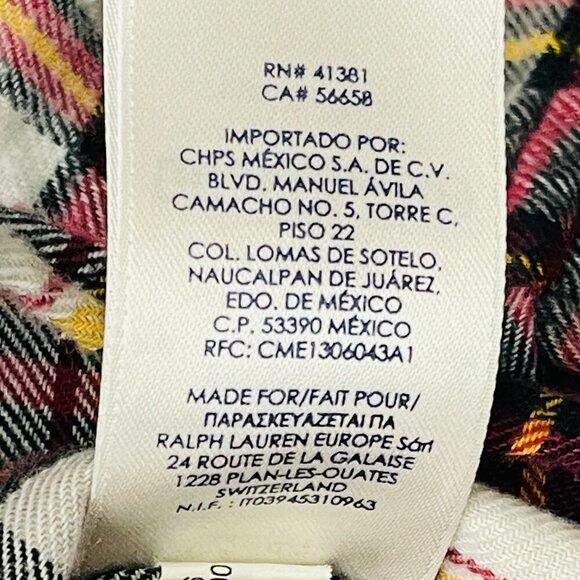 RN# 41381
CA# 56658
IMPORTADO POR:
CHPS MÉXICO S.A. DE C.V.
BLVD. MANUEL ÁVILA
CAMACHO NO. 5, TORRE C,
PISO 22
COL. LOMAS DE SOTELO,
NAUCALPAN DE JUÁREZ,
EDO. DE MÉXICO
C.P. 53390 MÉXICO
RFC: CME1306043A1
MADE FOR/FAIT POUR/
ΠΑΡΑΣΚΕΥΑΖΕΤΑΙ ΓΙΑ
RALPH LAUREN EUROPE Sàrl
24 ROUTE DE LA GALAISE
1228 PLAN-LES-OUATES
SWITZERLAND
N.I.F. : IT03945310963